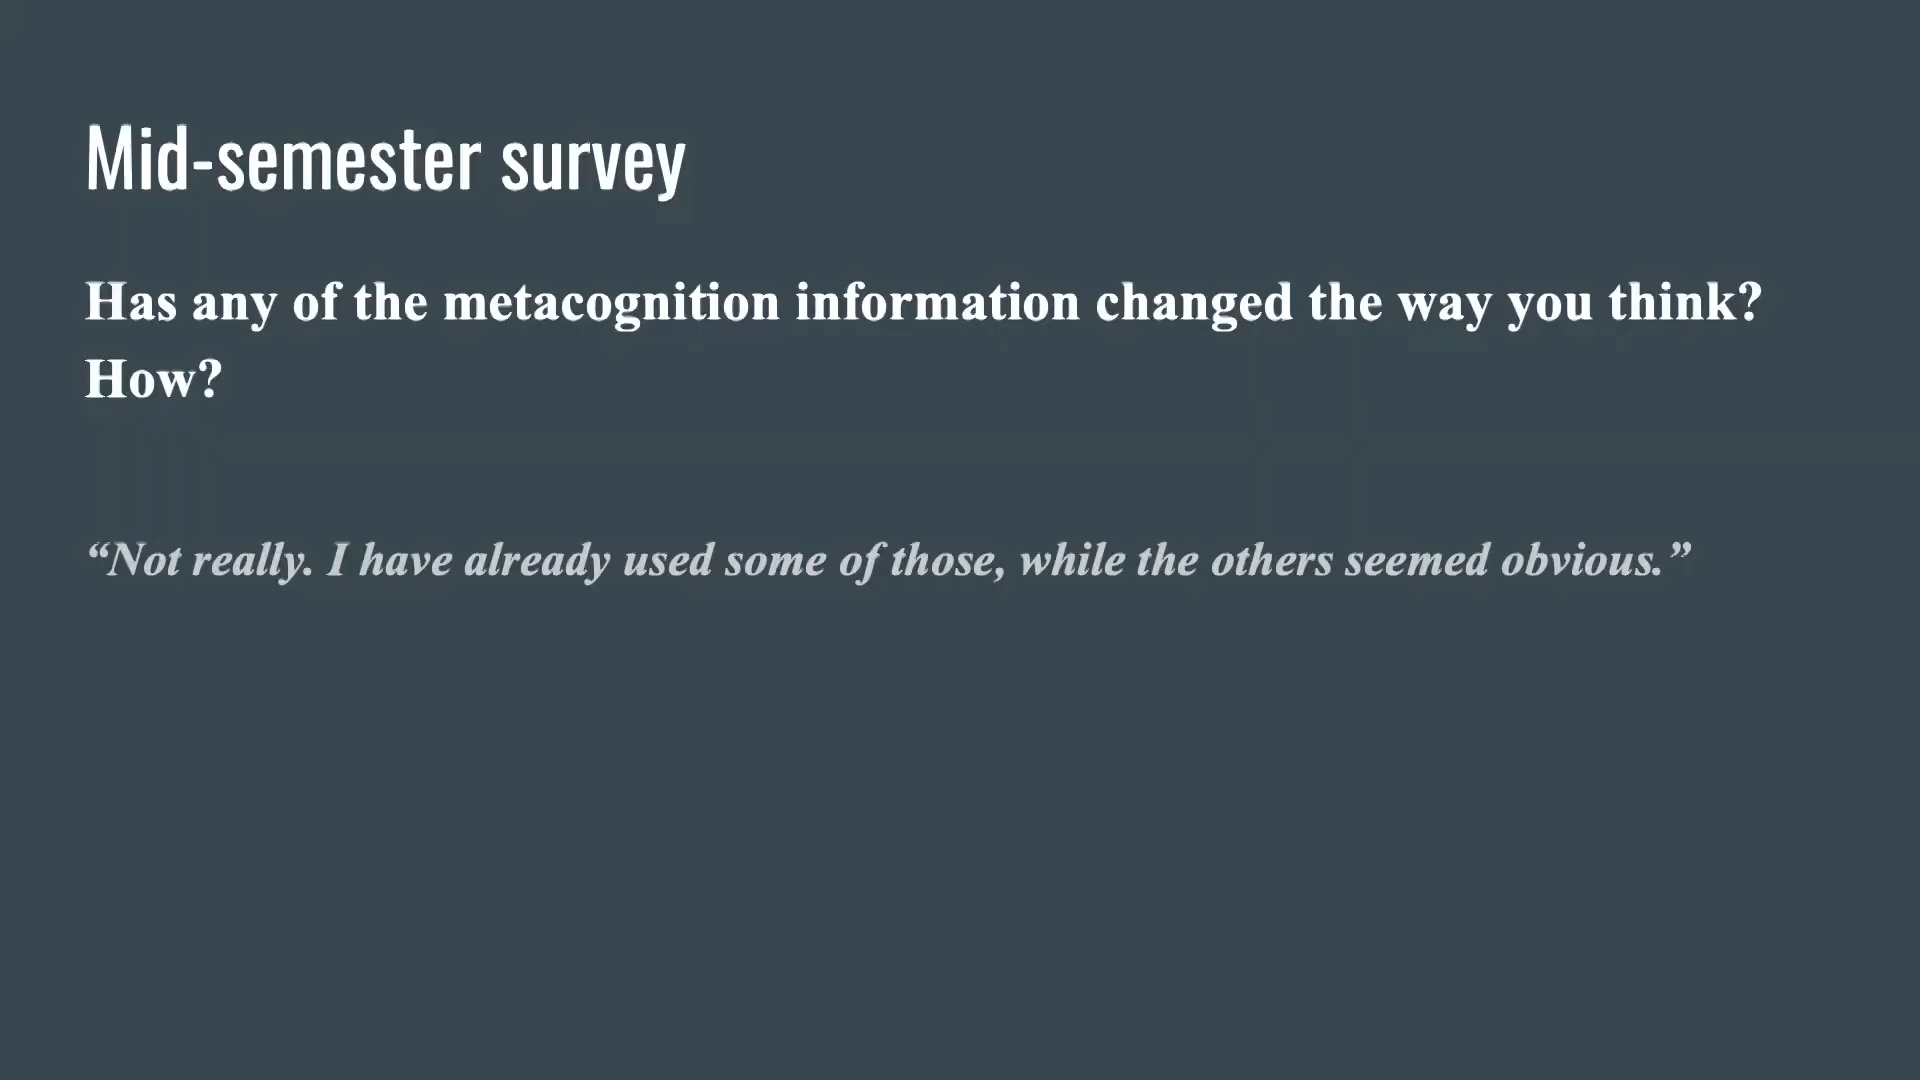 Mid-semester survey
Has any of the metacognition information changed the way you think?
How?
“Not really. I have already used some of those, while the others seemed obvious.”